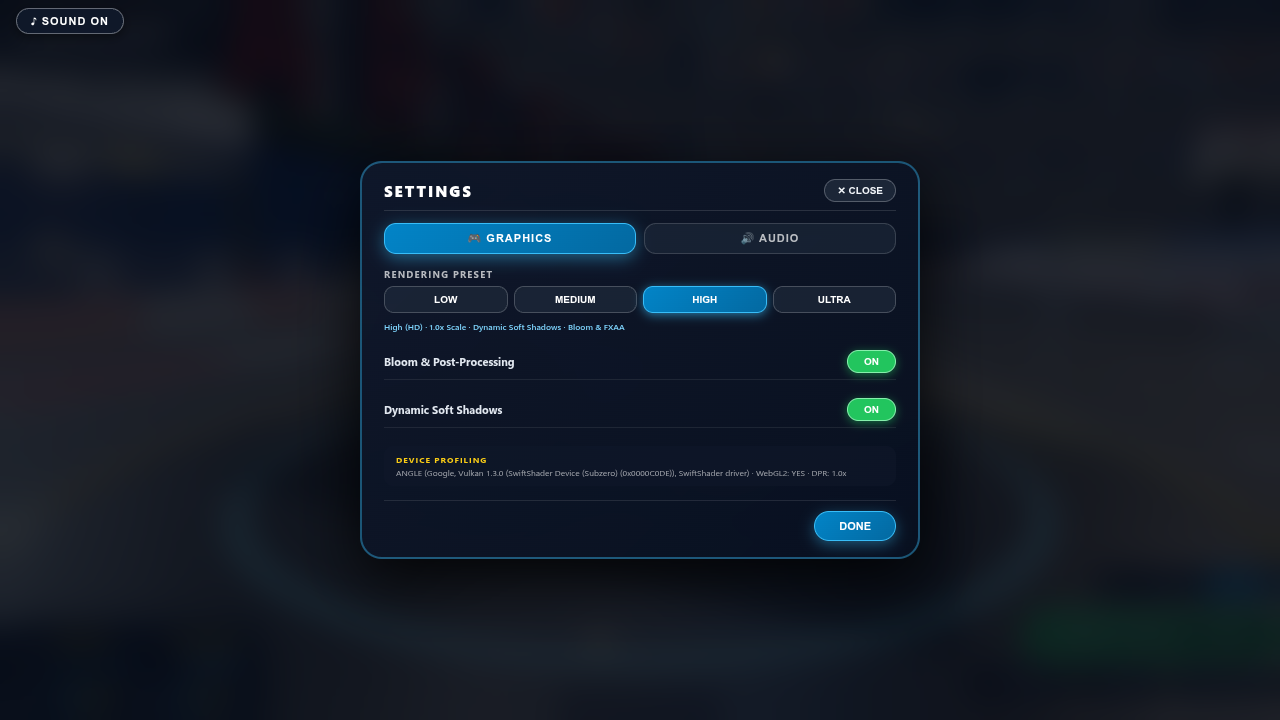 ♪ SOUND ON
SETTINGS
✕ CLOSE
🎮 GRAPHICS
🔊 AUDIO
RENDERING PRESET
LOW
MEDIUM
HIGH
ULTRA
High (HD) · 1.0x Scale · Dynamic Soft Shadows · Bloom & FXAA
Bloom & Post-Processing
ON
Dynamic Soft Shadows
ON
DEVICE PROFILING
ANGLE (Google, Vulkan 1.3.0 (SwiftShader Device (Subzero) (0x0000C0DE)), SwiftShader driver) · WebGL2: YES · DPR: 1.0x
DONE